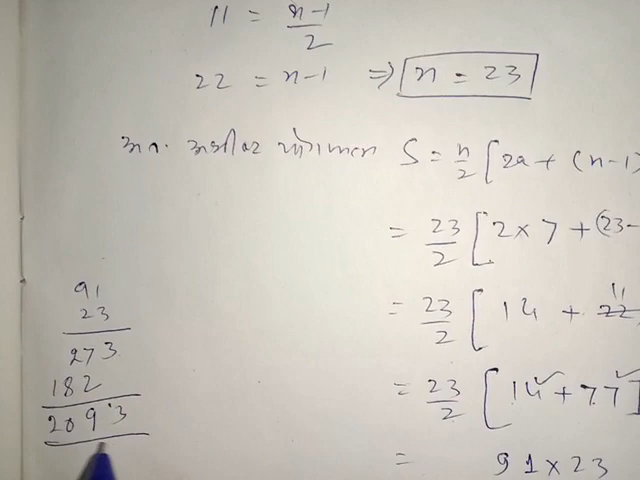 11 = n-1/2
22 = n-1 ⇒ n = 23
S = n/2 [2a + (n-1)
= 23/2 [2×7 + (23-
= 23/2 [14 + 22 11
= 23/2 [14 + 77]
= 91×23
91
23
273
182
2093